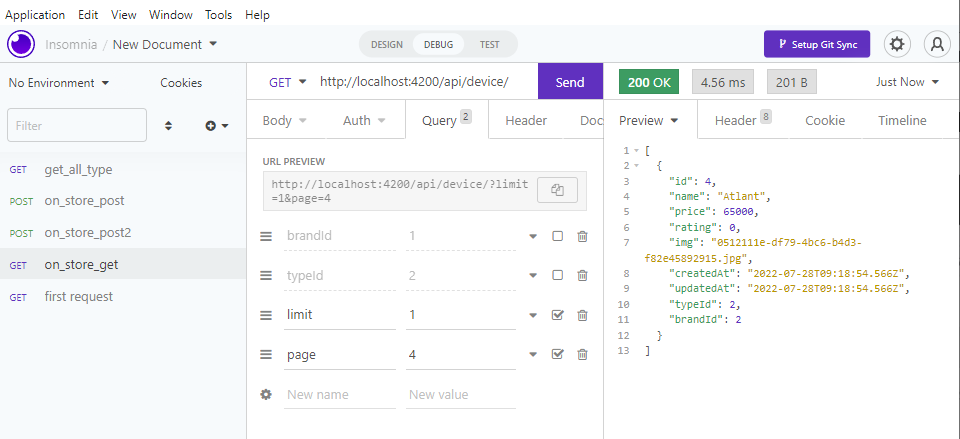 Application Edit View Window Tools Help
Insomnia / New Document
DESIGN DEBUG TEST
Setup Git Sync
No Environment Cookies
Filter
GET get_all_type
POST on_store_post
POST on_store_post2
GET on_store_get
GET first request
GET http://localhost:4200/api/device/ Send
Body Auth Query 2 Header Doc
URL PREVIEW
http://localhost:4200/api/device/?limit
=1&page=4
brandId 1
typeId 2
limit 1
page 4
New name New value
200 OK 4.56 ms 201 B Just Now
Preview Header 8 Cookie Timeline
1 [
2 {
3 "id": 4,
4 "name": "Atlant",
5 "price": 65000,
6 "rating": 0,
7 "img": "0512111e-df79-4bc6-b4d3-
f82e45892915.jpg",
8 "createdAt": "2022-07-28T09:18:54.566Z",
9 "updatedAt": "2022-07-28T09:18:54.566Z",
10 "typeId": 2,
11 "brandId": 2
12 }
13 ]